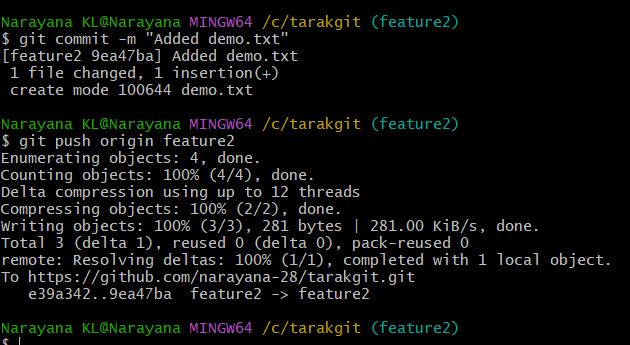 Narayana KL@Narayana MINGW64 /c/tarakgit (feature2)
$ git commit -m "Added demo.txt"
[feature2 9ea47ba] Added demo.txt
 1 file changed, 1 insertion(+)
 create mode 100644 demo.txt
Narayana KL@Narayana MINGW64 /c/tarakgit (feature2)
$ git push origin feature2
Enumerating objects: 4, done.
Counting objects: 100% (4/4), done.
Delta compression using up to 12 threads
Compressing objects: 100% (2/2), done.
Writing objects: 100% (3/3), 281 bytes | 281.00 KiB/s, done.
Total 3 (delta 1), reused 0 (delta 0), pack-reused 0
remote: Resolving deltas: 100% (1/1), completed with 1 local object.
To https://github.com/narayana-28/tarakgit.git
   e39a342..9ea47ba  feature2 -> feature2
Narayana KL@Narayana MINGW64 /c/tarakgit (feature2)
$